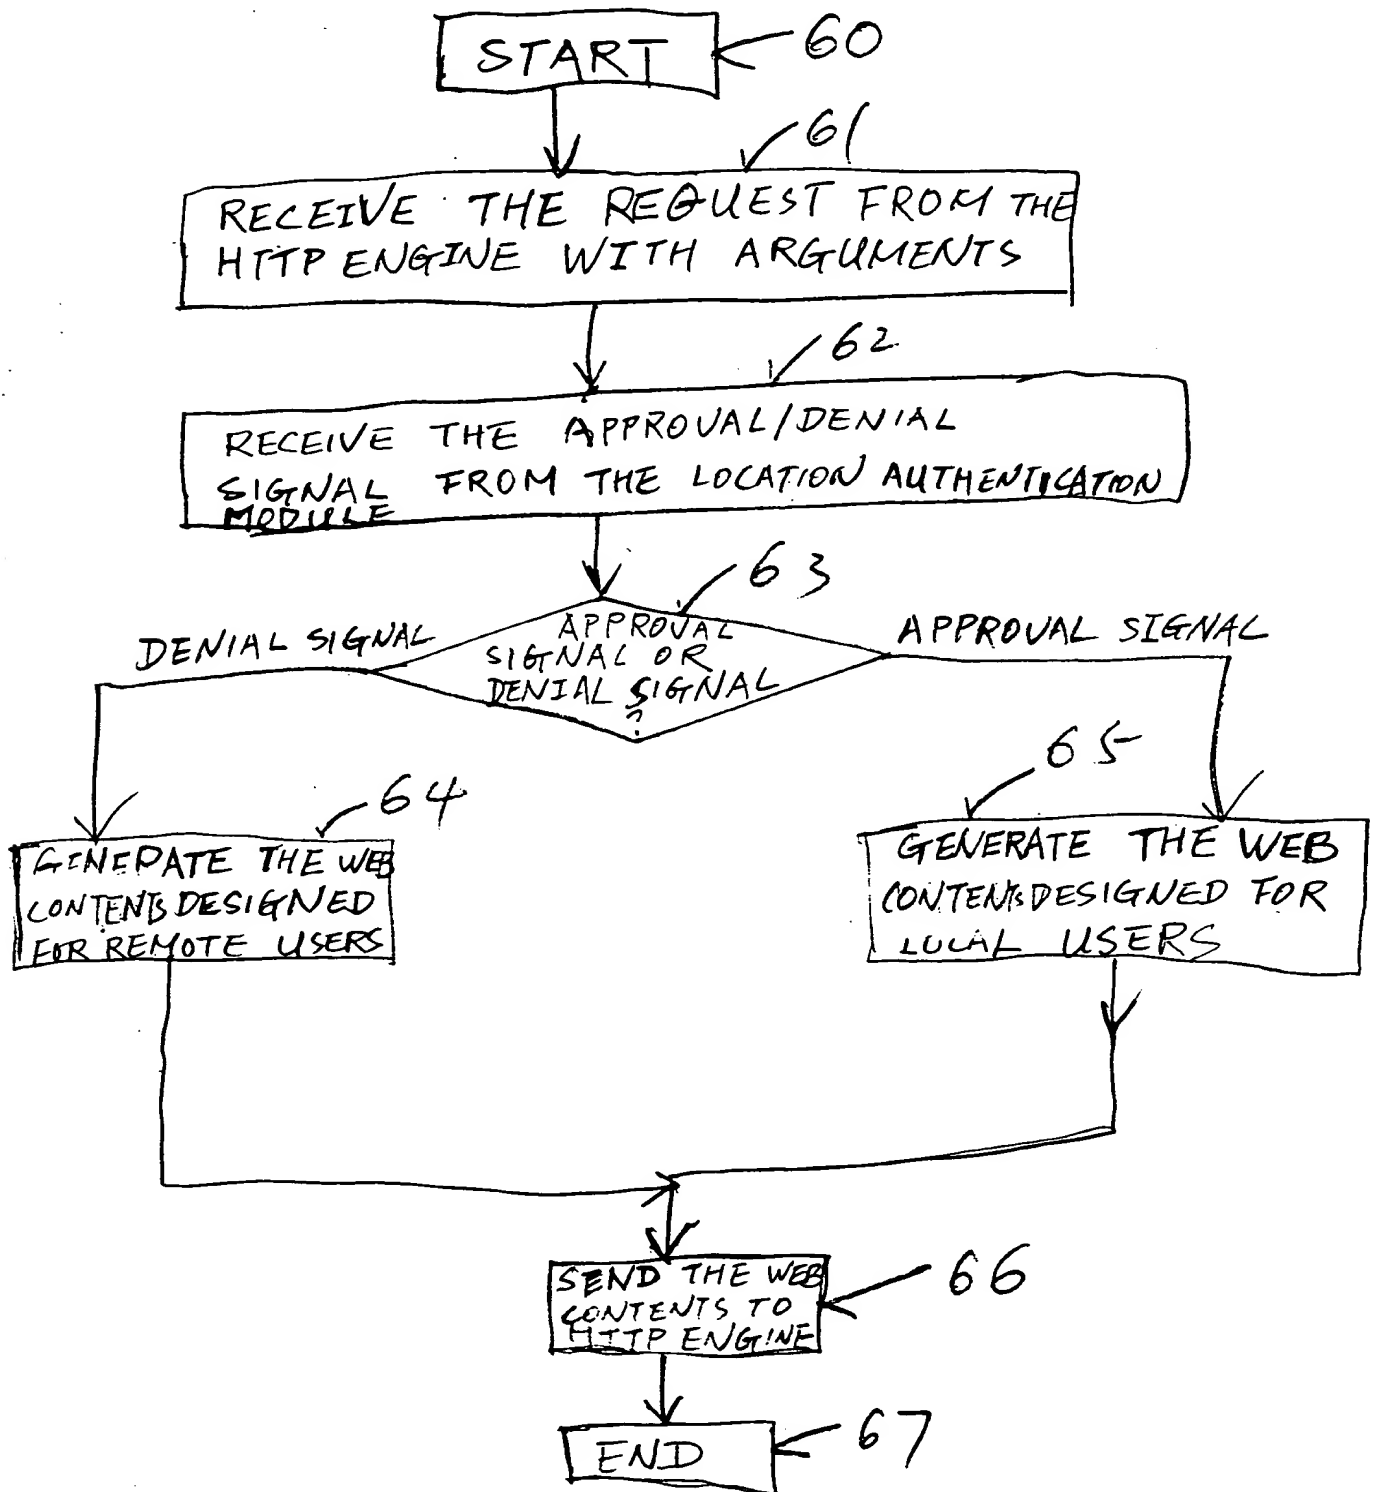 START
60
61
RECEIVE THE REQUEST FROM THE
HTTP ENGINE WITH ARGUMENTS
62
RECEIVE THE APPROVAL/DENIAL
SIGNAL FROM THE LOCATION AUTHENTICATION
MODULE
63
DENIAL SIGNAL
APPROVAL
SIGNAL OR
DENIAL SIGNAL
?
APPROVAL SIGNAL
64
GENERATE THE WEB
CONTENTS DESIGNED
FOR REMOTE USERS
65
GENERATE THE WEB
CONTENTS DESIGNED FOR
LOCAL USERS
SEND THE WEB
CONTENTS TO
HTTP ENGINE
66
END
67